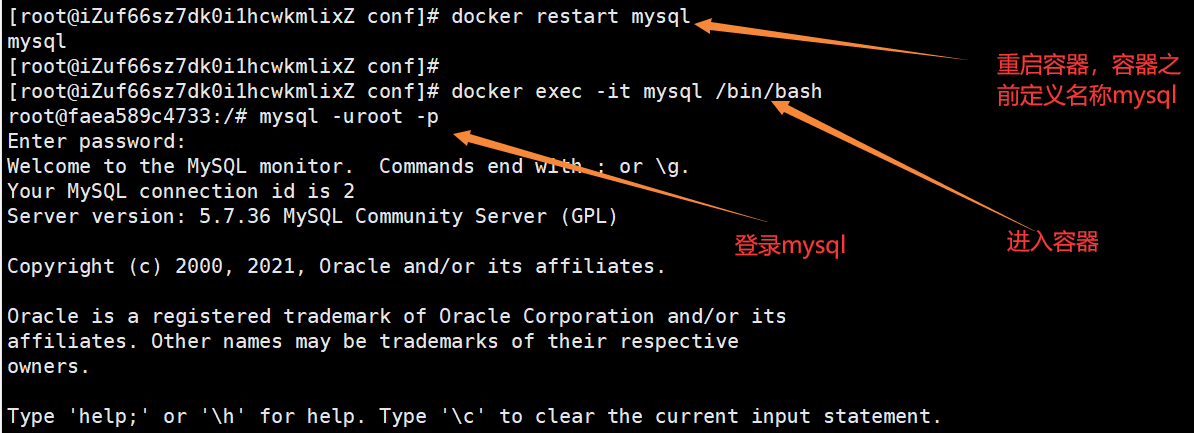 [root@iZuf66sz7dk0i1hcwkmlixZ conf]# docker restart mysql
mysql
[root@iZuf66sz7dk0i1hcwkmlixZ conf]#
[root@iZuf66sz7dk0i1hcwkmlixZ conf]# docker exec -it mysql /bin/bash
root@faea589c4733:/# mysql -uroot -p
Enter password:
Welcome to the MySQL monitor.  Commands end with ; or \g.
Your MySQL connection id is 2
Server version: 5.7.36 MySQL Community Server (GPL)
Copyright (c) 2000, 2021, Oracle and/or its affiliates.
Oracle is a registered trademark of Oracle Corporation and/or its
affiliates. Other names may be trademarks of their respective
owners.
Type 'help;' or '\h' for help. Type '\c' to clear the current input statement.
重启容器，容器之
前定义名称mysql
登录mysql
进入容器